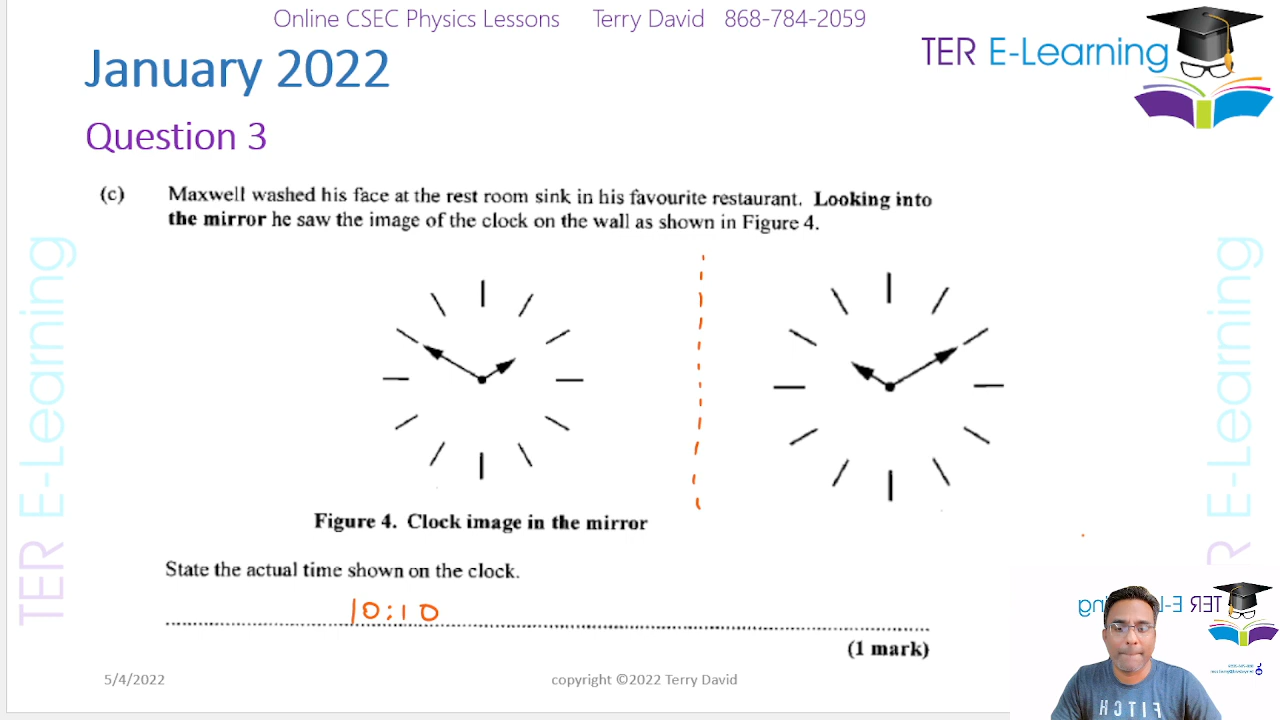 Online CSEC Physics Lessons Terry David 868-784-2059
TER E-Learning
January 2022
Question 3
(c) Maxwell washed his face at the rest room sink in his favourite restaurant. Looking into
the mirror he saw the image of the clock on the wall as shown in Figure 4.
Figure 4. Clock image in the mirror
State the actual time shown on the clock.
10:10
(1 mark)
5/4/2022
copyright ©2022 Terry David
TER E-Learning
R E-Learning
TER E-L
ng
FITCH